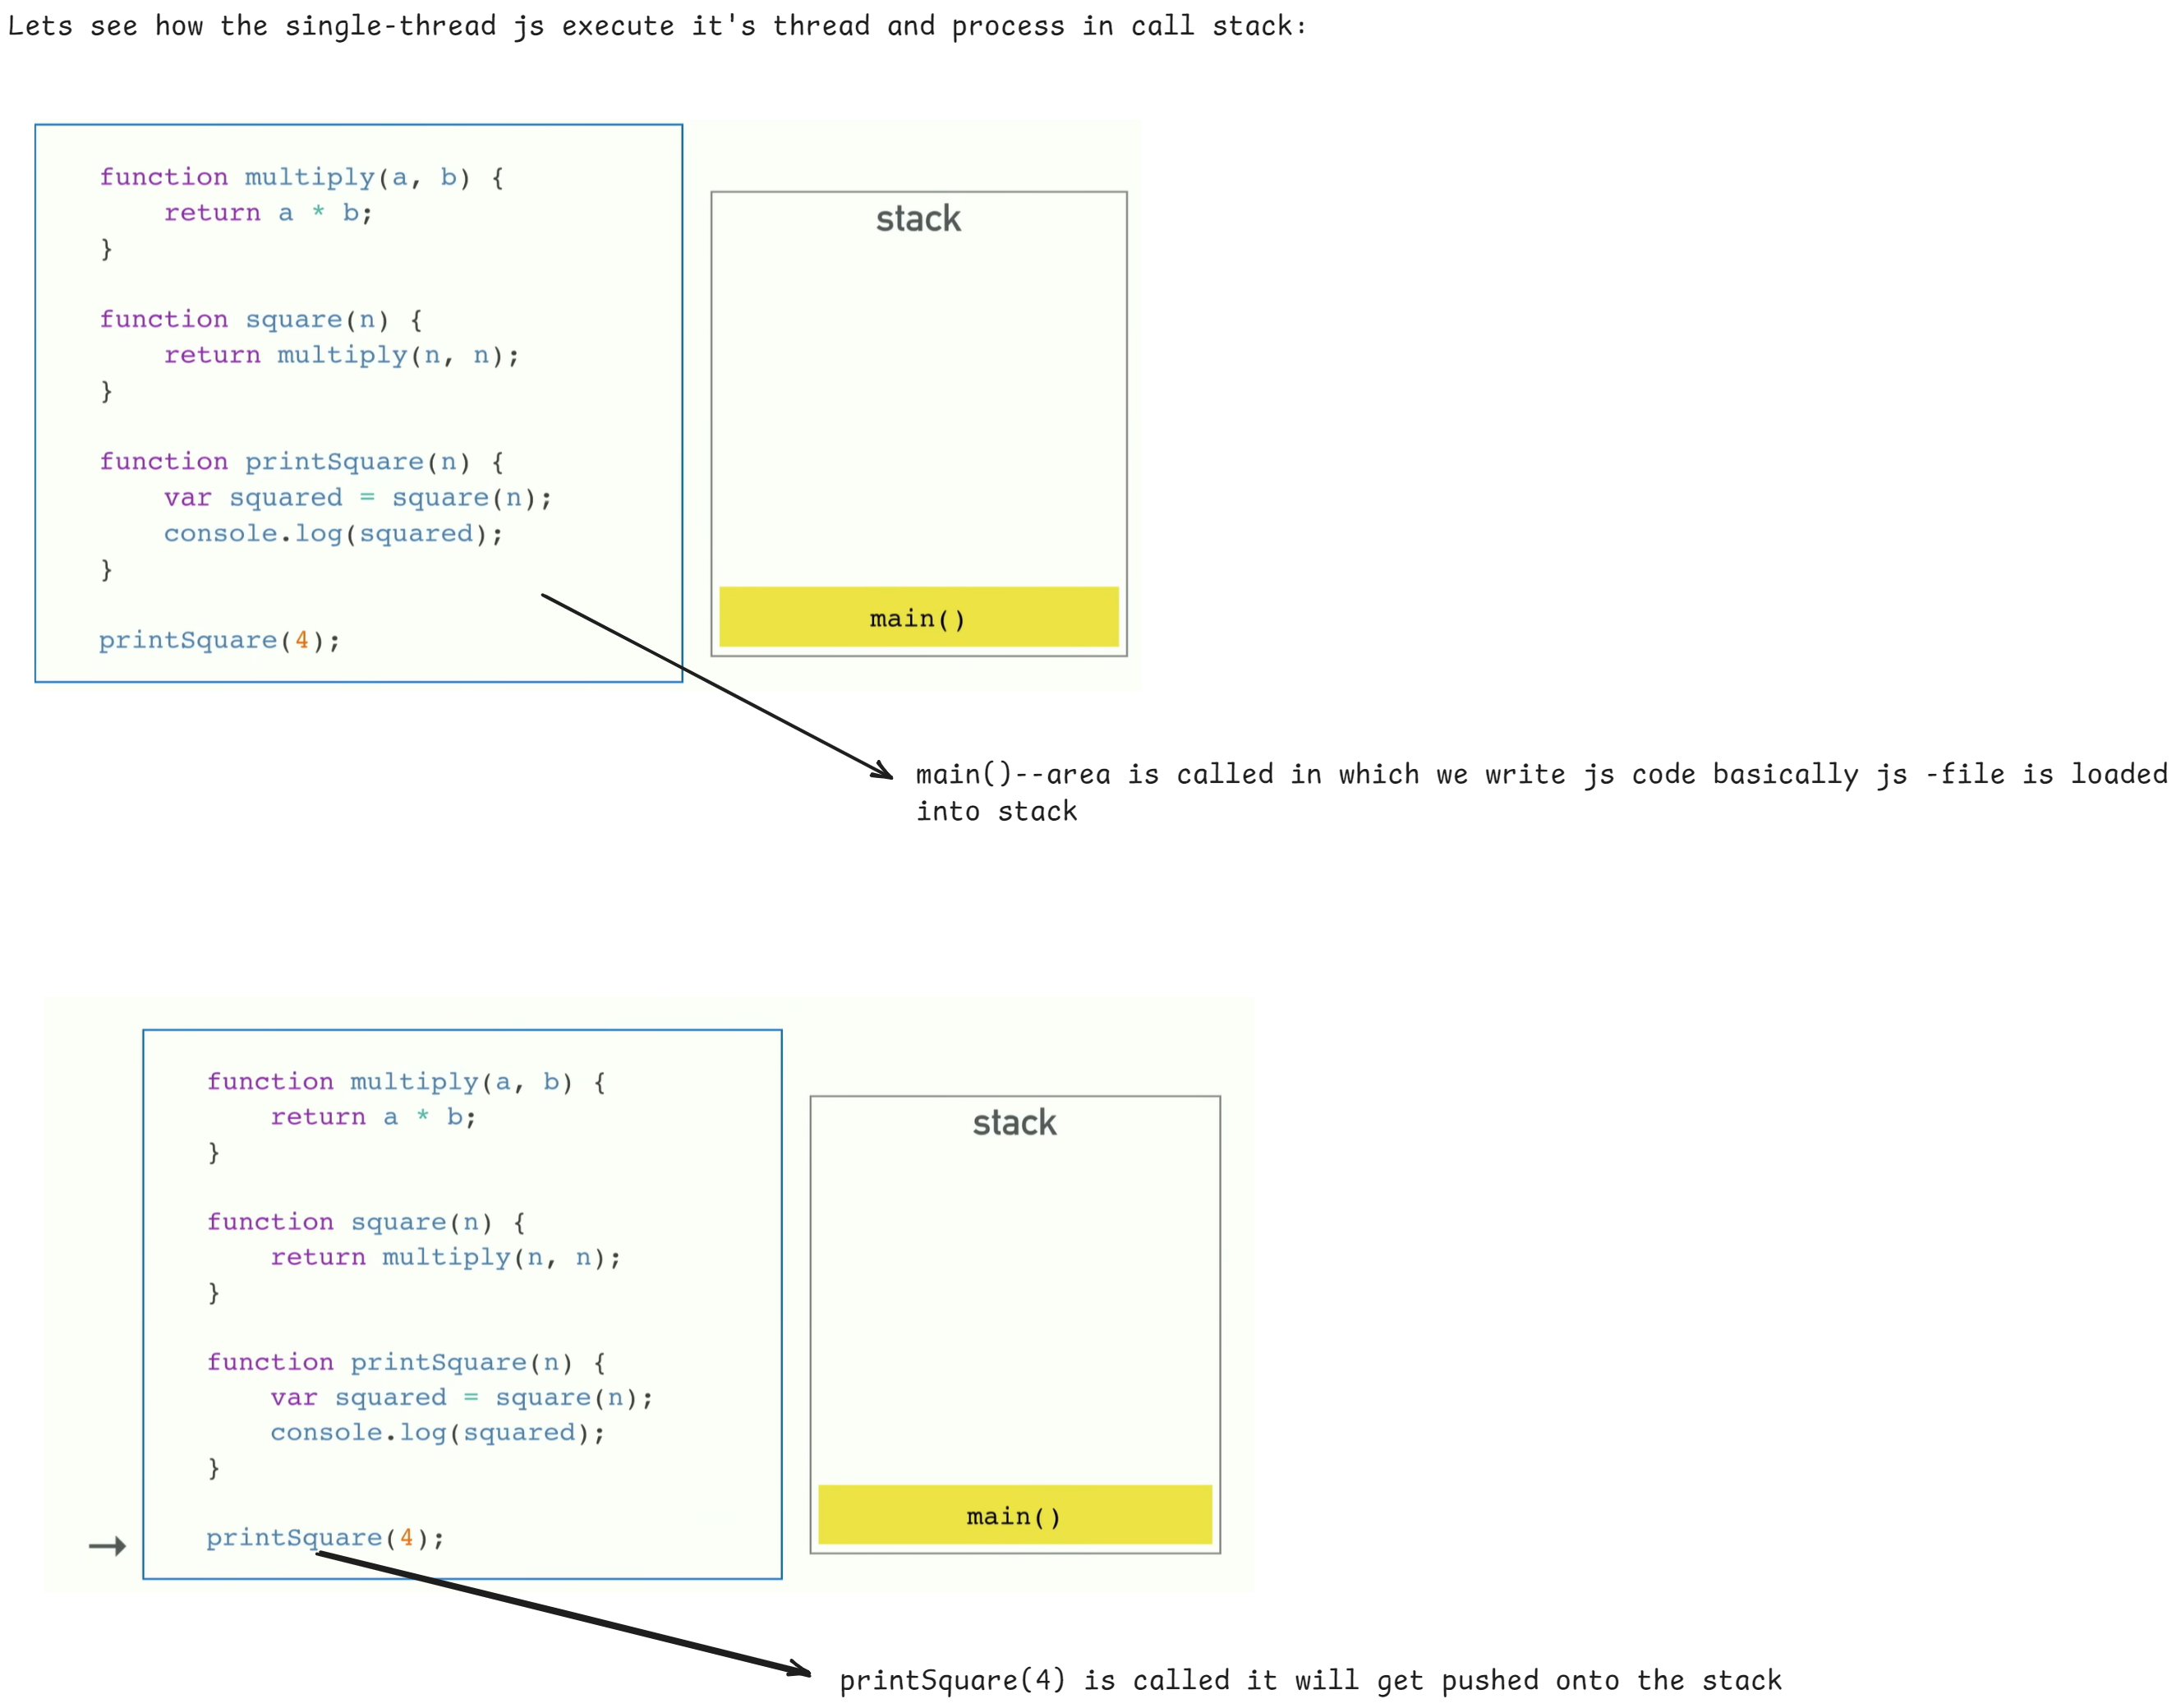 Lets see how the single-thread js execute it's thread and process in call stack:
function multiply(a, b) {
return a * b;
}
function square(n) {
return multiply(n, n);
}
function printSquare(n) {
var squared = square(n);
console.log(squared);
}
printSquare(4);
stack
main()
main()--area is called in which we write js code basically js -file is loaded
into stack
function multiply(a, b) {
return a * b;
}
function square(n) {
return multiply(n, n);
}
function printSquare(n) {
var squared = square(n);
console.log(squared);
}
printSquare(4);
stack
main()
printSquare(4) is called it will get pushed onto the stack